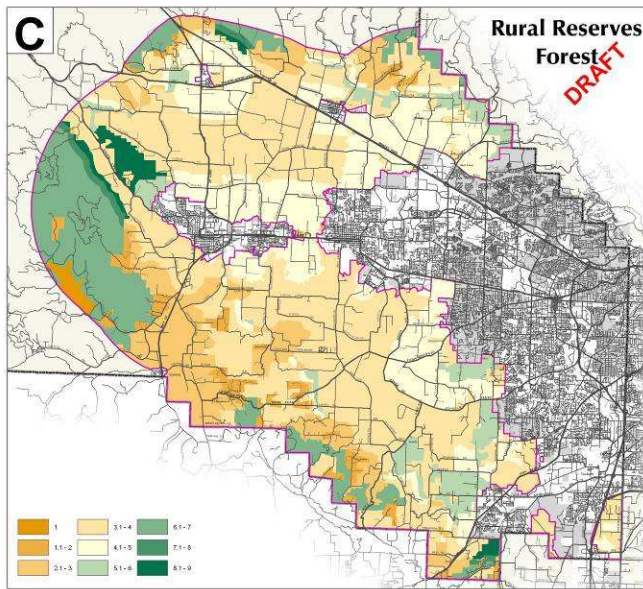 C
Rural Reserves
Forest
DRAFT
1
3.1 - 4
6.1 - 7
1.1 - 2
4.1 - 5
7.1 - 8
2.1 - 3
5.1 - 6
8.1 - 9